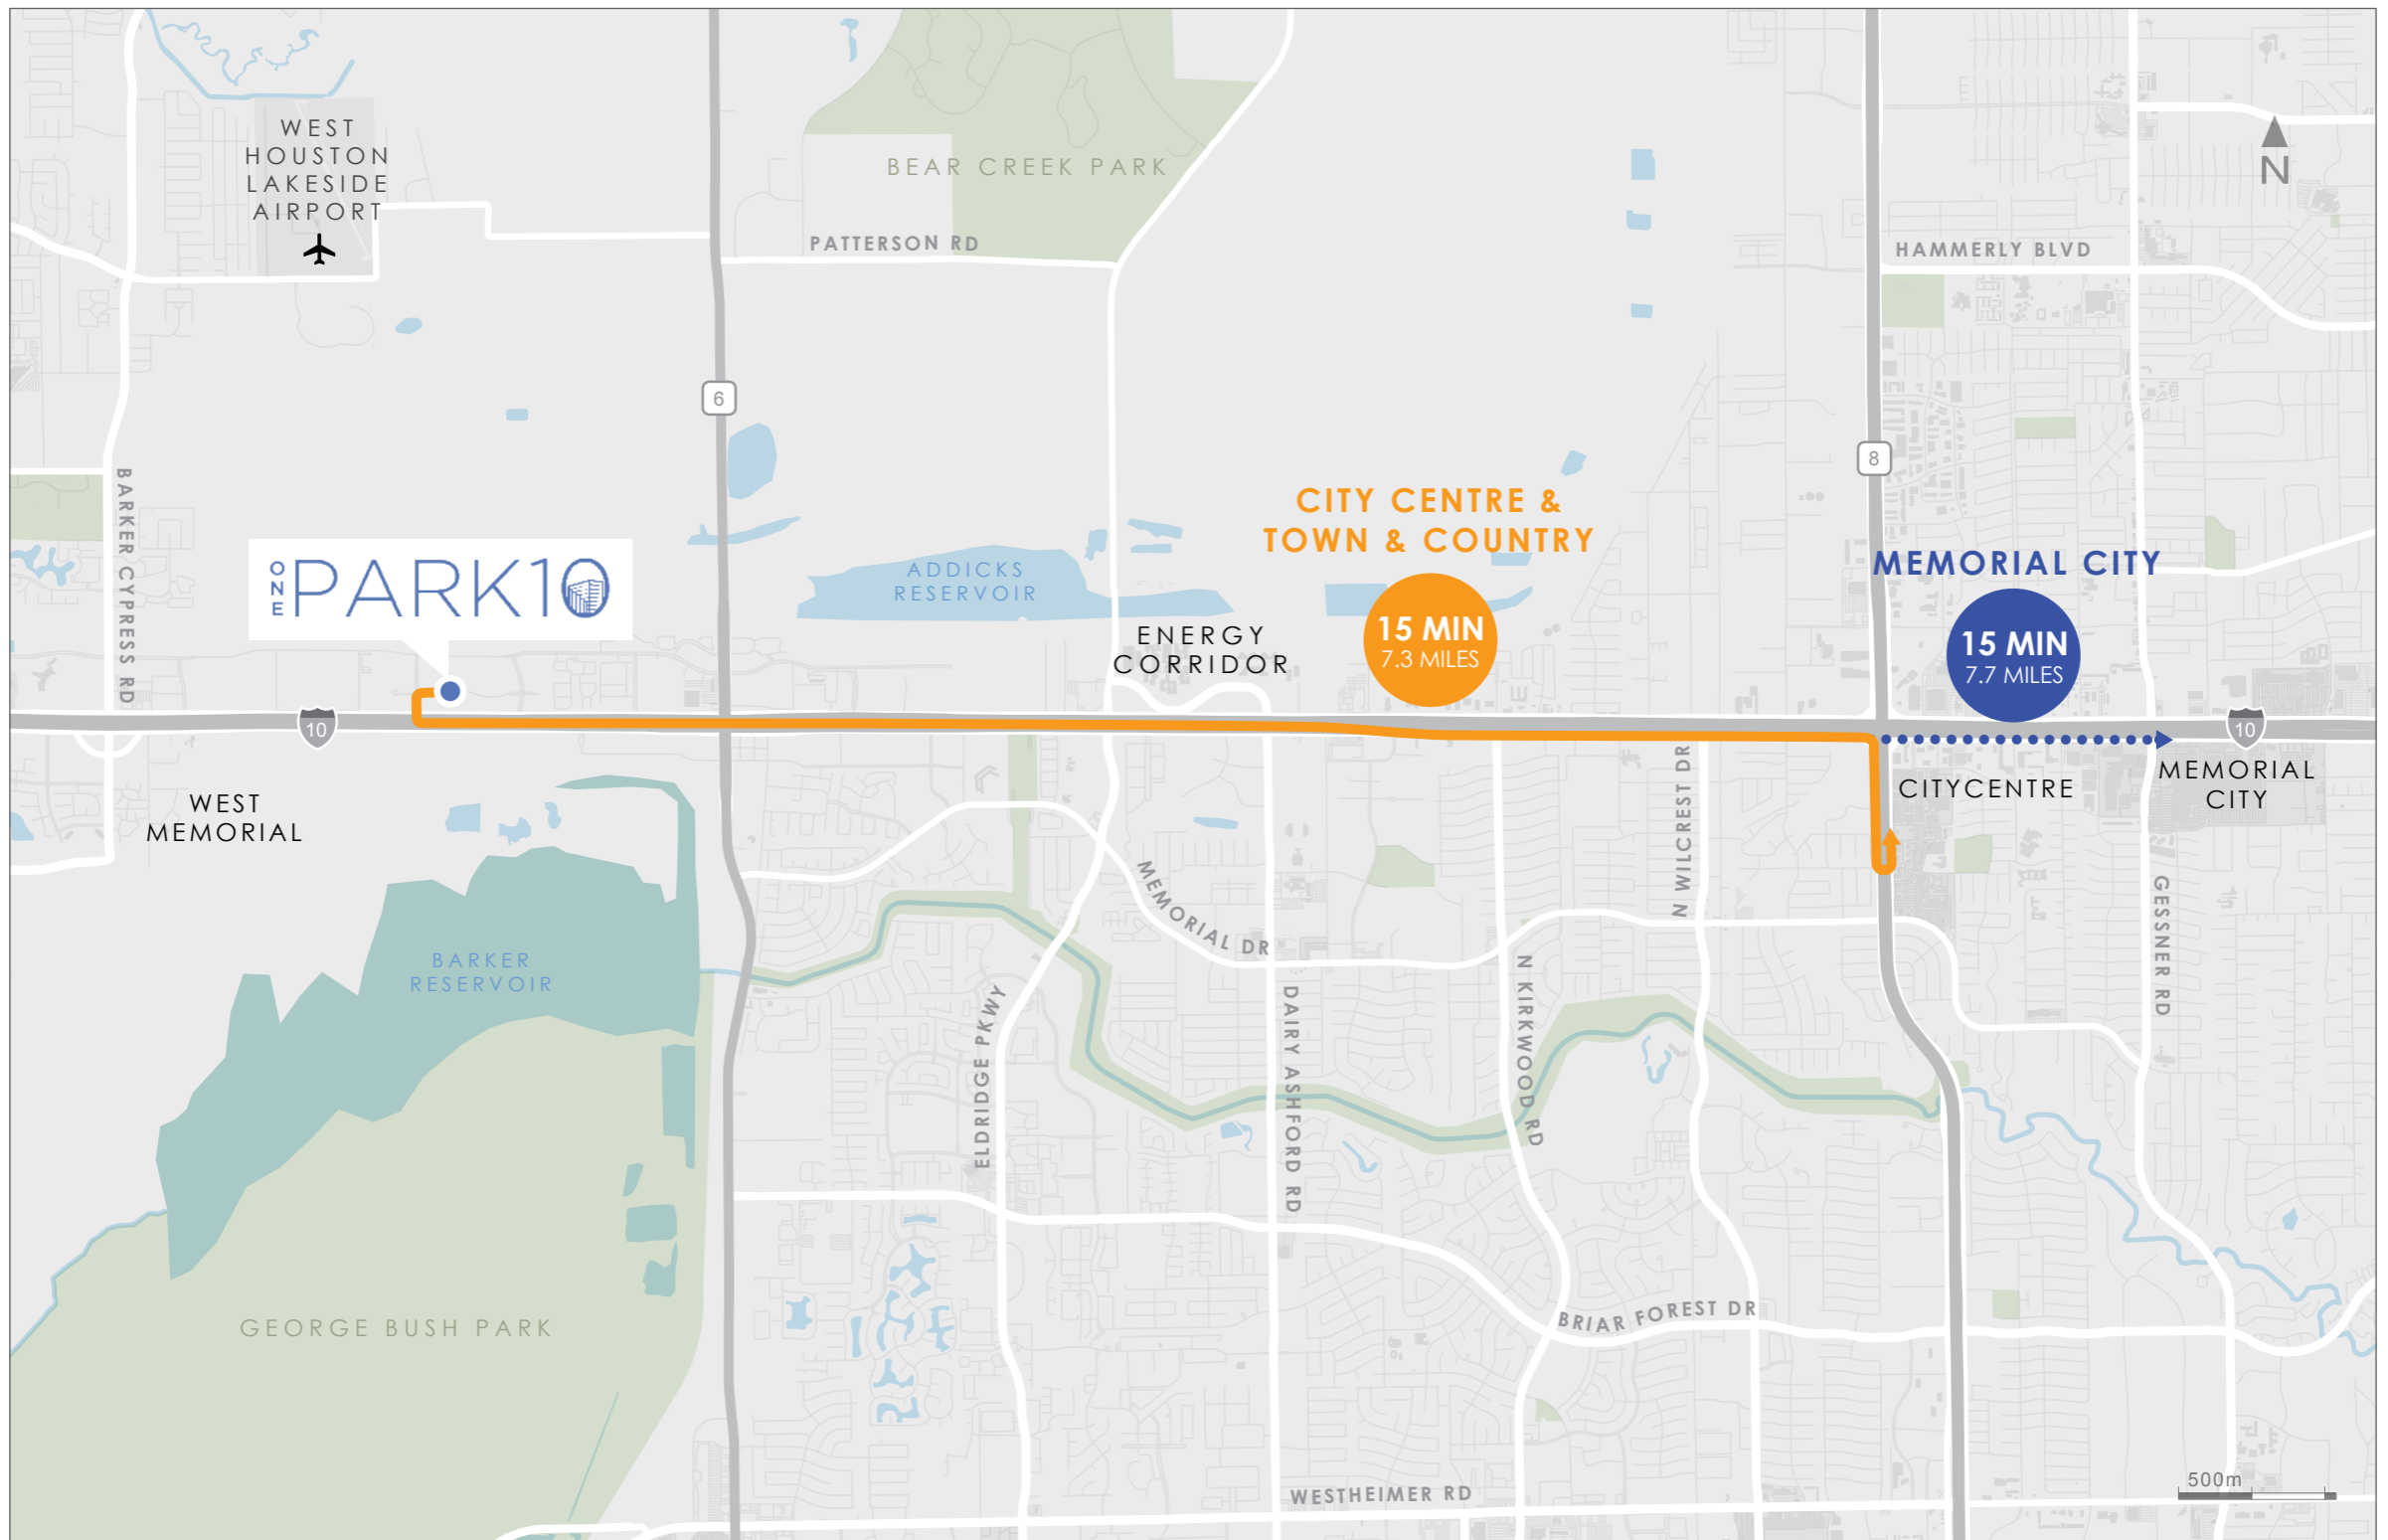 WEST
HOUSTON
LAKESIDE
AIRPORT
BEAR CREEK PARK
N
PATTERSON RD
HAMMERLY BLVD
6
8
BARKER CYPRESS RD
CITY CENTRE &
TOWN & COUNTRY
15 MIN
7.3 MILES
MEMORIAL CITY
15 MIN
7.7 MILES
ONE PARK10
ADDICKS
RESERVOIR
ENERGY
CORRIDOR
10
10
WEST
MEMORIAL
N WILCREST DR
CITYCENTRE
MEMORIAL
CITY
MEMORIAL DR
GESSNER RD
BARKER
RESERVOIR
ELDRIDGE PKWY
DAIRY ASHFORD RD
N KIRKWOOD RD
GEORGE BUSH PARK
BRIAR FOREST DR
WESTHEIMER RD
500m